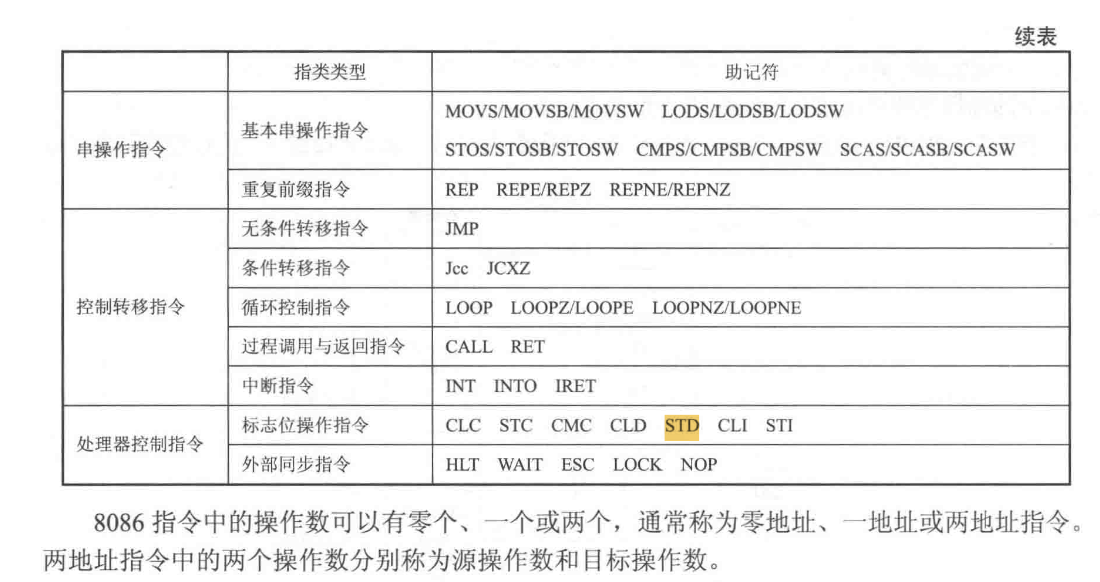 续表
指类类型 助记符
串操作指令 基本串操作指令 MOVS/MOVSB/MOVSW LODS/LODSB/LODSW
STOS/STOSB/STOSW CMPS/CMPSB/CMPSW SCAS/SCASB/SCASW
重复前缀指令 REP REPE/REPZ REPNE/REPNZ
控制转移指令 无条件转移指令 JMP
条件转移指令 Jcc JCXZ
循环控制指令 LOOP LOOPZ/LOOPE LOOPNZ/LOOPNE
过程调用与返回指令 CALL RET
中断指令 INT INTO IRET
处理器控制指令 标志位操作指令 CLC STC CMC CLD STD CLI STI
外部同步指令 HLT WAIT ESC LOCK NOP
8086 指令中的操作数可以有零个、一个或两个，通常称为零地址、一地址或两地址指令。
两地址指令中的两个操作数分别称为源操作数和目标操作数。